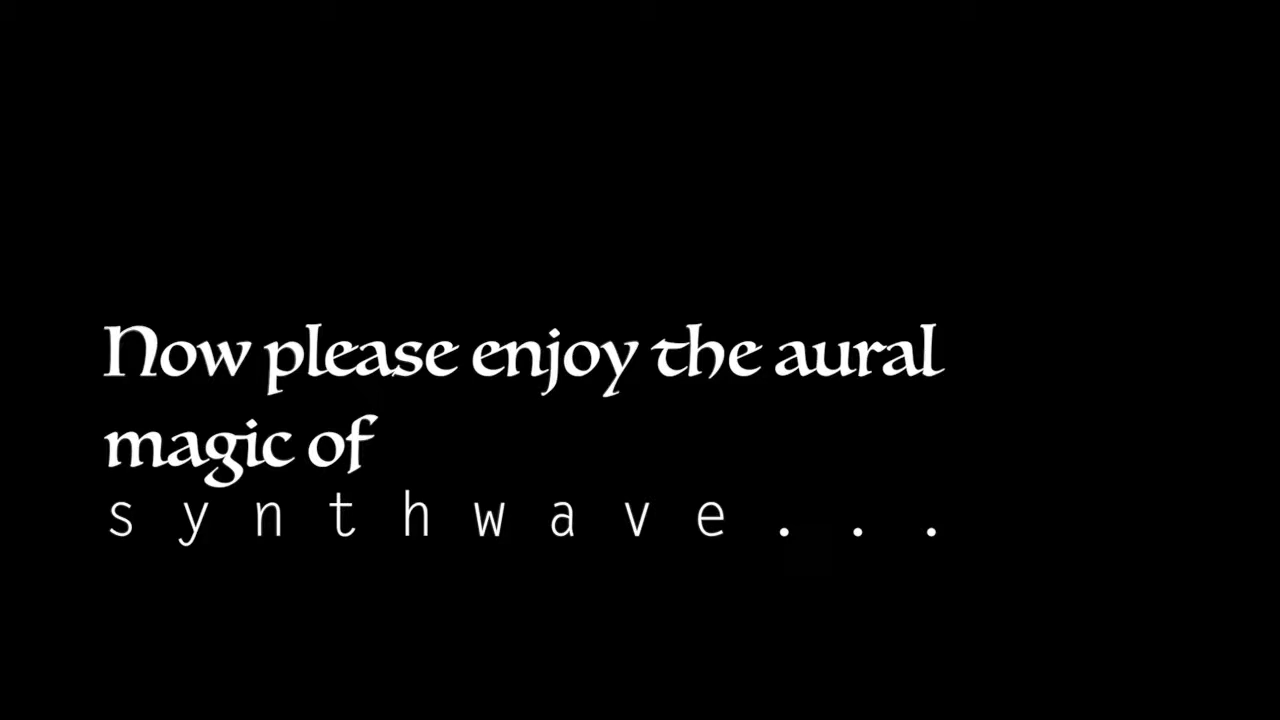 Now please enjoy the aural
magic of
s y n t h w a v e . . .